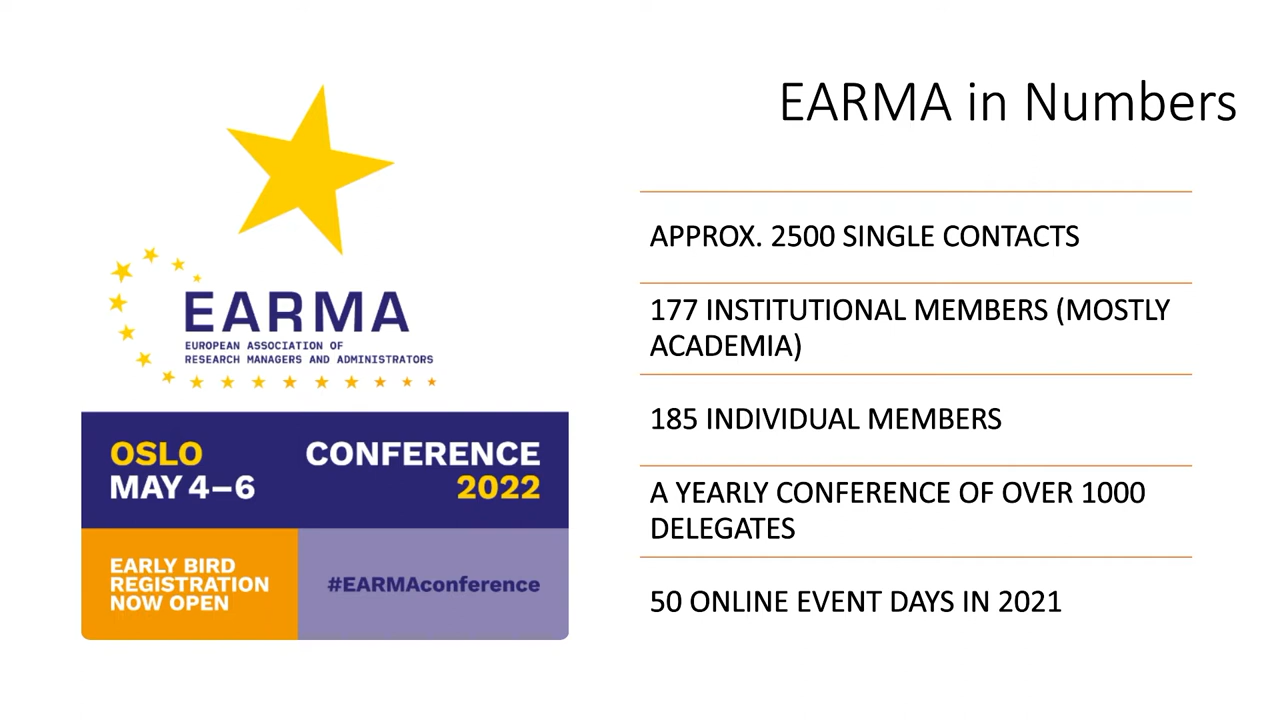 EARMA in Numbers
EARMA
EUROPEAN ASSOCIATION OF
RESEARCH MANAGERS AND ADMINISTRATORS
OSLO
MAY 4–6
CONFERENCE
2022
EARLY BIRD
REGISTRATION
NOW OPEN
#EARMAconference
APPROX. 2500 SINGLE CONTACTS
177 INSTITUTIONAL MEMBERS (MOSTLY
ACADEMIA)
185 INDIVIDUAL MEMBERS
A YEARLY CONFERENCE OF OVER 1000
DELEGATES
50 ONLINE EVENT DAYS IN 2021